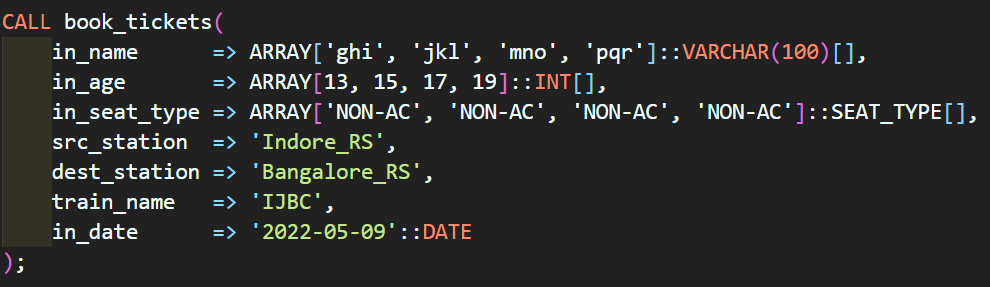 CALL book_tickets(
    in_name      => ARRAY['ghi', 'jkl', 'mno', 'pqr']::VARCHAR(100)[],
    in_age       => ARRAY[13, 15, 17, 19]::INT[],
    in_seat_type => ARRAY['NON-AC', 'NON-AC', 'NON-AC', 'NON-AC']::SEAT_TYPE[],
    src_station  => 'Indore_RS',
    dest_station => 'Bangalore_RS',
    train_name   => 'IJBC',
    in_date      => '2022-05-09'::DATE
);